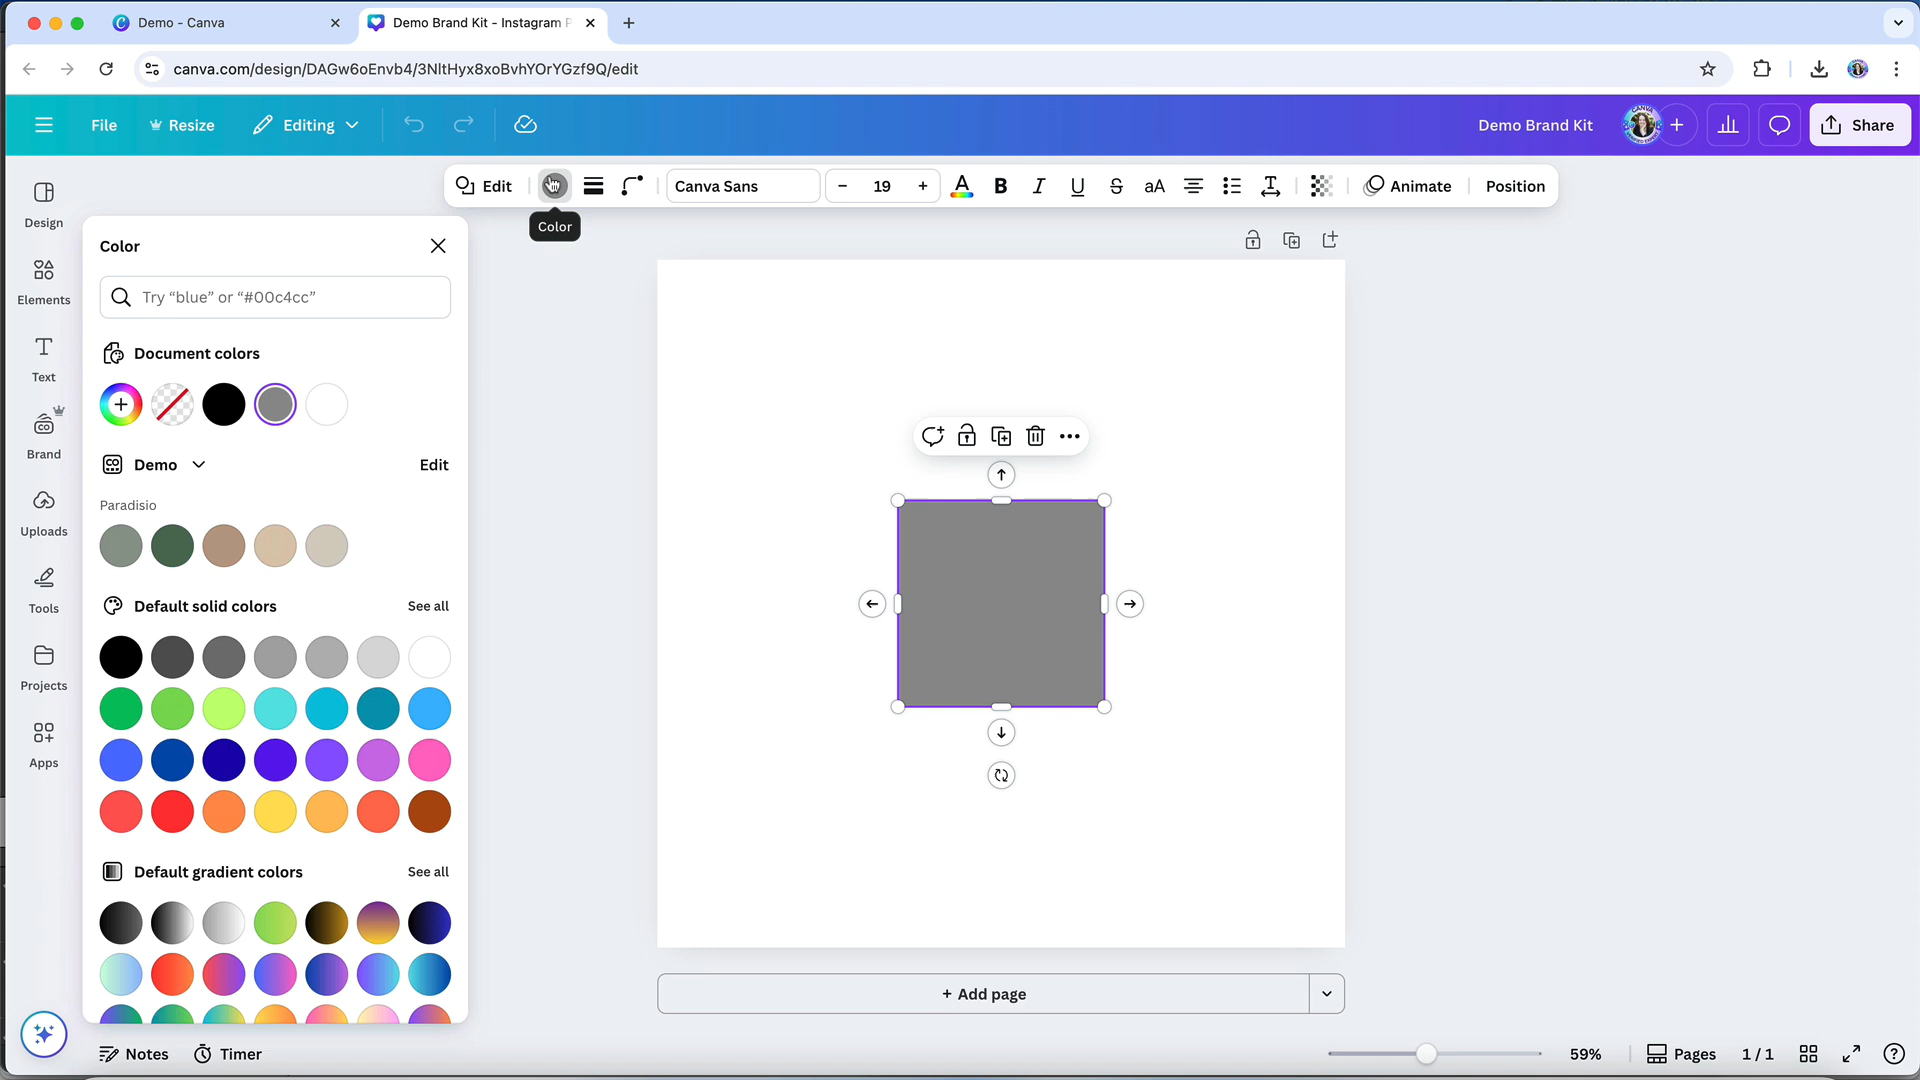 Demo - Canva
Demo Brand Kit - Instagram P
canva.com/design/DAGw6oEnvb4/3NltHyx8xoBvhYOrYGzf9Q/edit
File
Resize
Editing
Demo Brand Kit
Share
Edit
Canva Sans
19
aA
Animate
Position
Color
Design
Elements
Text
Brand
Uploads
Tools
Projects
Apps
Color
Try “blue” or “#00c4cc”
Document colors
Demo
Edit
Paradisio
Default solid colors
See all
Default gradient colors
See all
+ Add page
Notes
Timer
59%
Pages
1 / 1